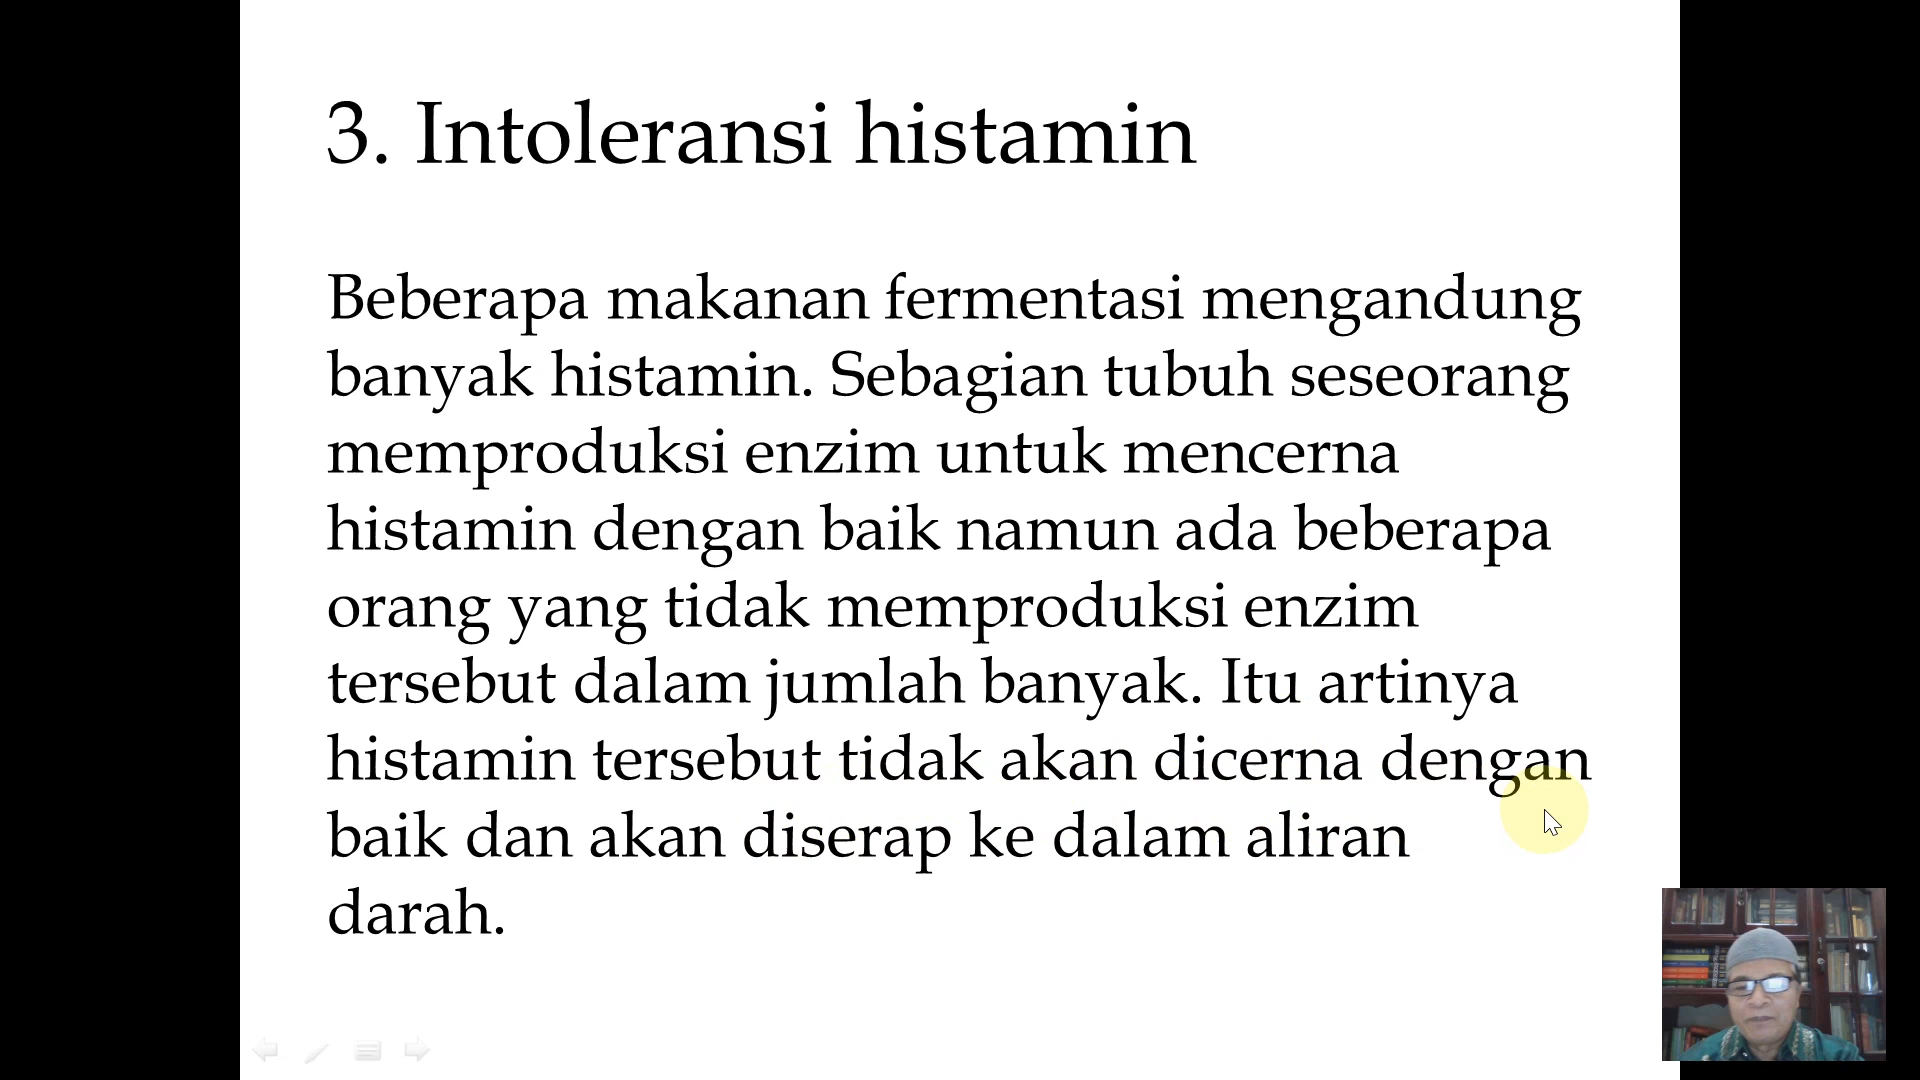 3. Intoleransi histamin
Beberapa makanan fermentasi mengandung
banyak histamin. Sebagian tubuh seseorang
memproduksi enzim untuk mencerna
histamin dengan baik namun ada beberapa
orang yang tidak memproduksi enzim
tersebut dalam jumlah banyak. Itu artinya
histamin tersebut tidak akan dicerna dengan
baik dan akan diserap ke dalam aliran
darah.